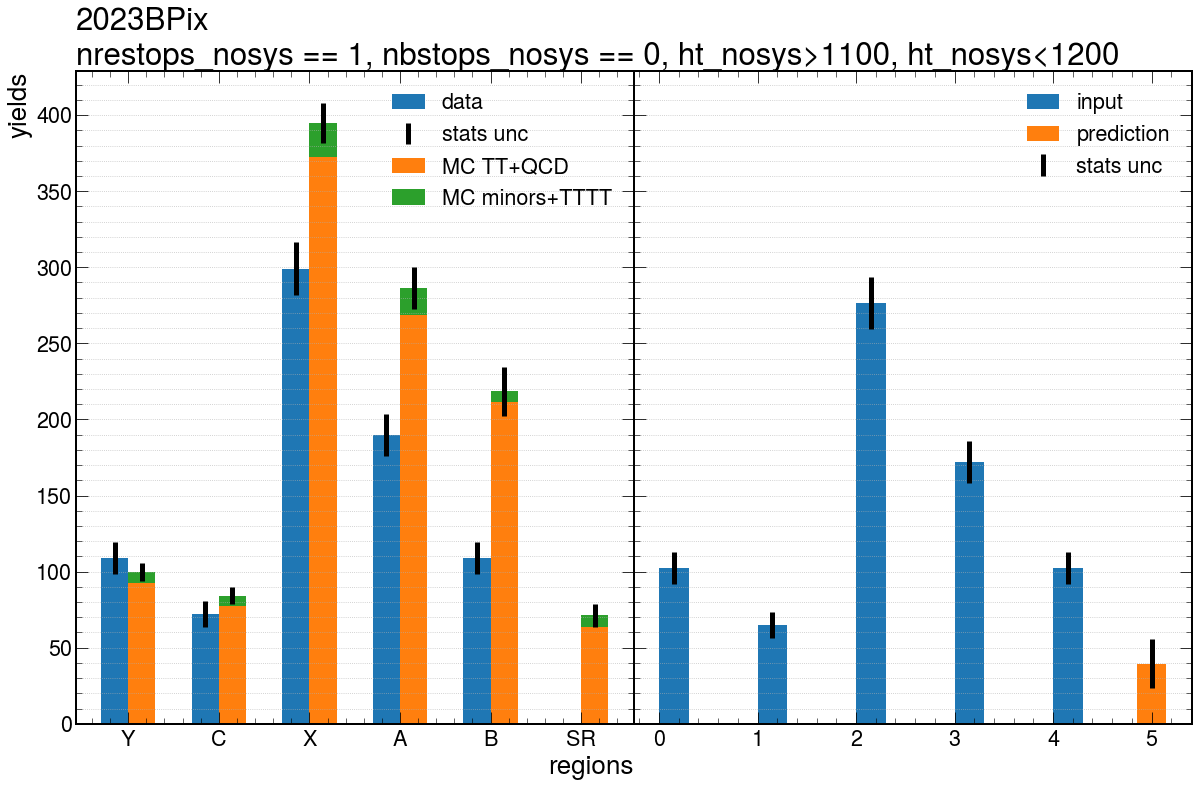 2023BPix
nrestops_nosys == 1, nbstops_nosys == 0, ht_nosys>1100, ht_nosys<1200
yields
400
350
300
250
200
150
100
50
0
data
stats unc
MC TT+QCD
MC minors+TTTT
input
prediction
stats unc
Y C X A B SR
0 1 2 3 4 5
regions